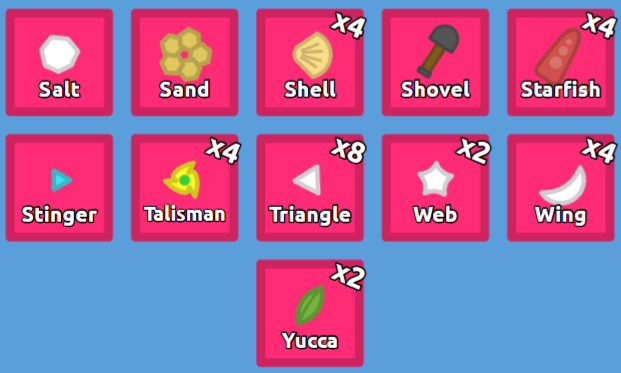 x4 x4
Salt Sand Shell Shovel Starfish
x4 x8 x2 x4
Stinger Talisman Triangle Web Wing
x2
Yucca